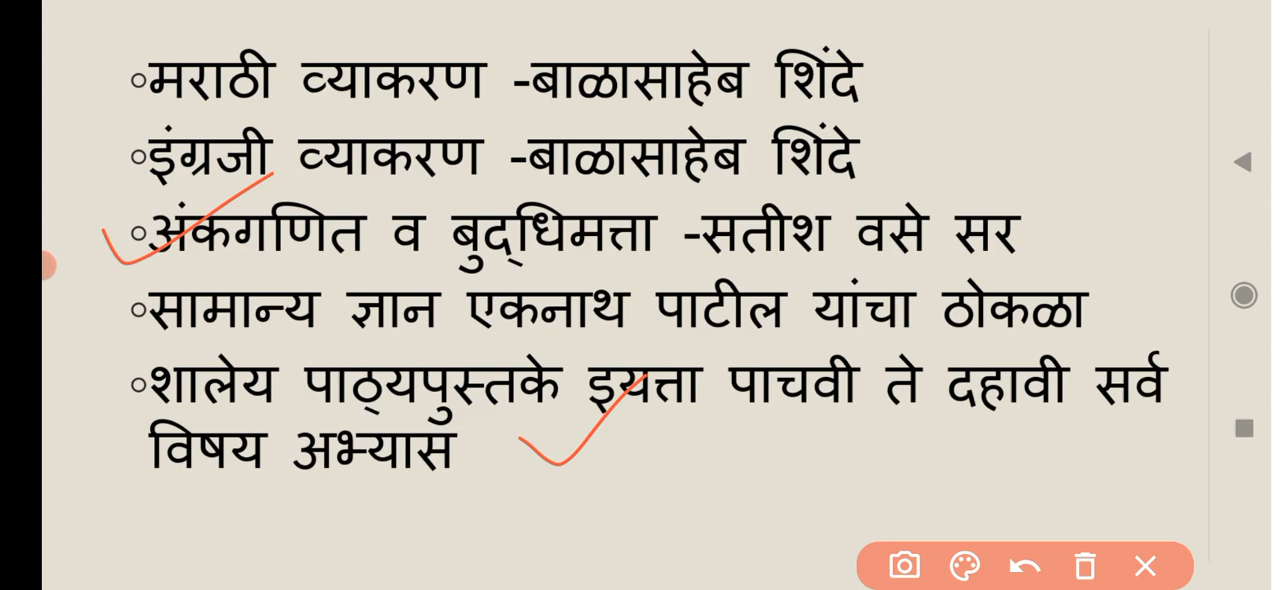 ◦मराठी व्याकरण -बाळासाहेब शिंदे
◦इंग्रजी व्याकरण -बाळासाहेब शिंदे
◦अंकगणित व बुद्धिमत्ता -सतीश वसे सर
◦सामान्य ज्ञान एकनाथ पाटील यांचा ठोकळा
◦शालेय पाठ्यपुस्तके इयत्ता पाचवी ते दहावी सर्व
विषय अभ्यास